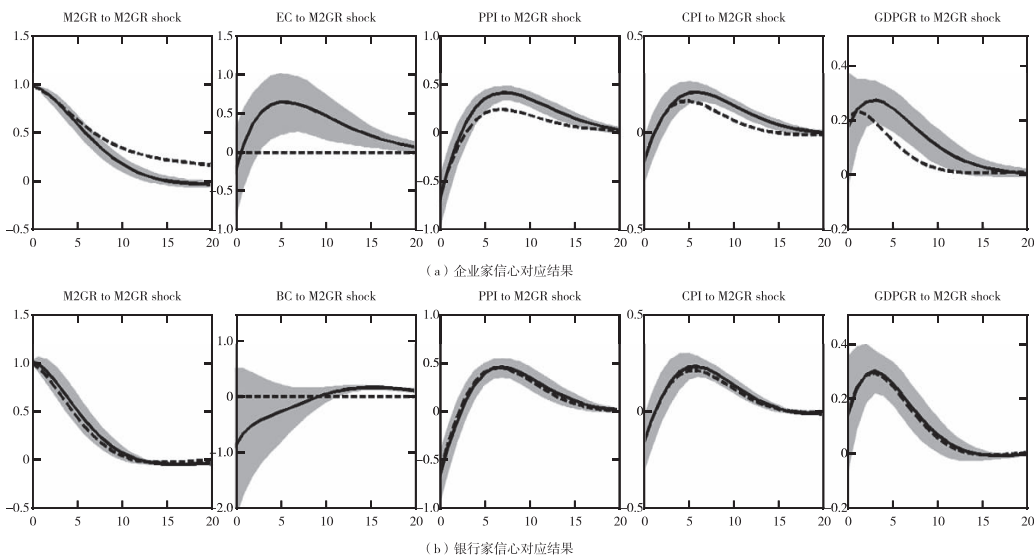 M2GR to M2GR shock EC to M2GR shock PPI to M2GR shock CPI to M2GR shock GDPGR to M2GR shock
1.5 1.5 1.0 0.5
1.0 1.0 0.5 0.4
0.5 0.5 0 0 0.2
0 0 -0.5 0
-0.5 1.0 1.0 0.5 0.2
-0.5
0 5 10 15 20 0 5 10 15 20 0 5 10 15 20 0 5 10 15 20 0 5 10 15 20
(a)企业家信心对应结果
M2GR to M2GR shock BC to M2GR shock PPI to M2GR shock CPI to M2GR shock GDPGR to M2GR shock
1.5 1.5 1.0 0.5
1.0 1.0 0.5 0.4
0.5 0 0 0 0.2
0 -1.0 -0.5 0
-0.5 2.0 1.0 0.5 0.2
0 5 10 15 20 0 5 10 15 20 0 5 10 15 20 0 5 10 15 20 0 5 10 15 20
(b)银行家信心对应结果